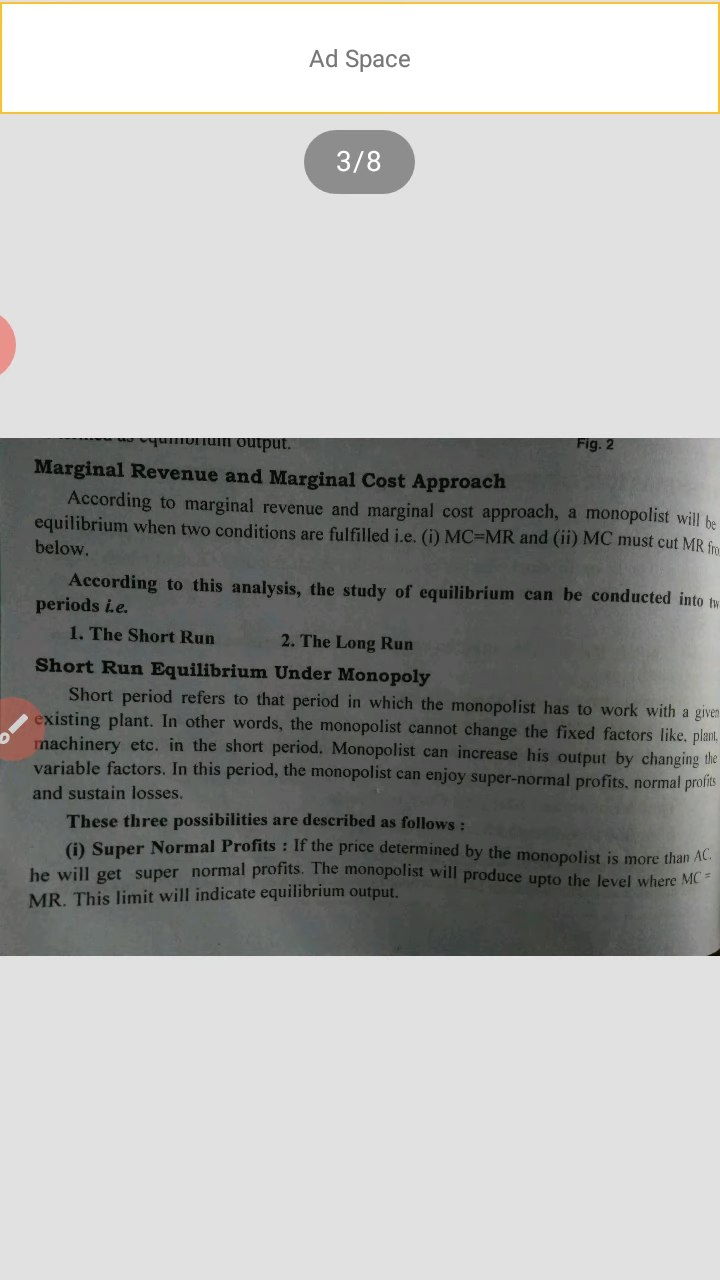 Ad Space
3/8
equilibrium output.
Fig. 2
Marginal Revenue and Marginal Cost Approach
According to marginal revenue and marginal cost approach, a monopolist will be
equilibrium when two conditions are fulfilled i.e. (i) MC=MR and (ii) MC must cut MR
below.
According to this analysis, the study of equilibrium can be conducted into
periods i.e.
1. The Short Run 2. The Long Run
Short Run Equilibrium Under Monopoly
Short period refers to that period in which the monopolist has to work with a given
existing plant. In other words, the monopolist cannot change the fixed factors like, plant,
machinery etc. in the short period. Monopolist can increase his output by changing the
variable factors. In this period, the monopolist can enjoy super-normal profits, normal profits
and sustain losses.
These three possibilities are described as follows :
(i) Super Normal Profits : If the price determined by the monopolist is more than AC.
he will get super normal profits. The monopolist will produce upto the level where MC =
MR. This limit will indicate equilibrium output.